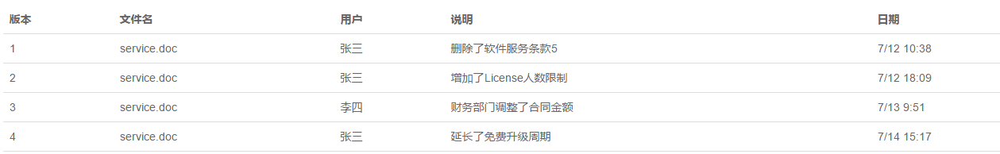 版本 文件名 用户 说明 日期
1 service.doc 张三 删除了软件服务条款5 7/12 10:38
2 service.doc 张三 增加了License人数限制 7/12 18:09
3 service.doc 李四 财务部门调整了合同金额 7/13 9:51
4 service.doc 张三 延长了免费升级周期 7/14 15:17